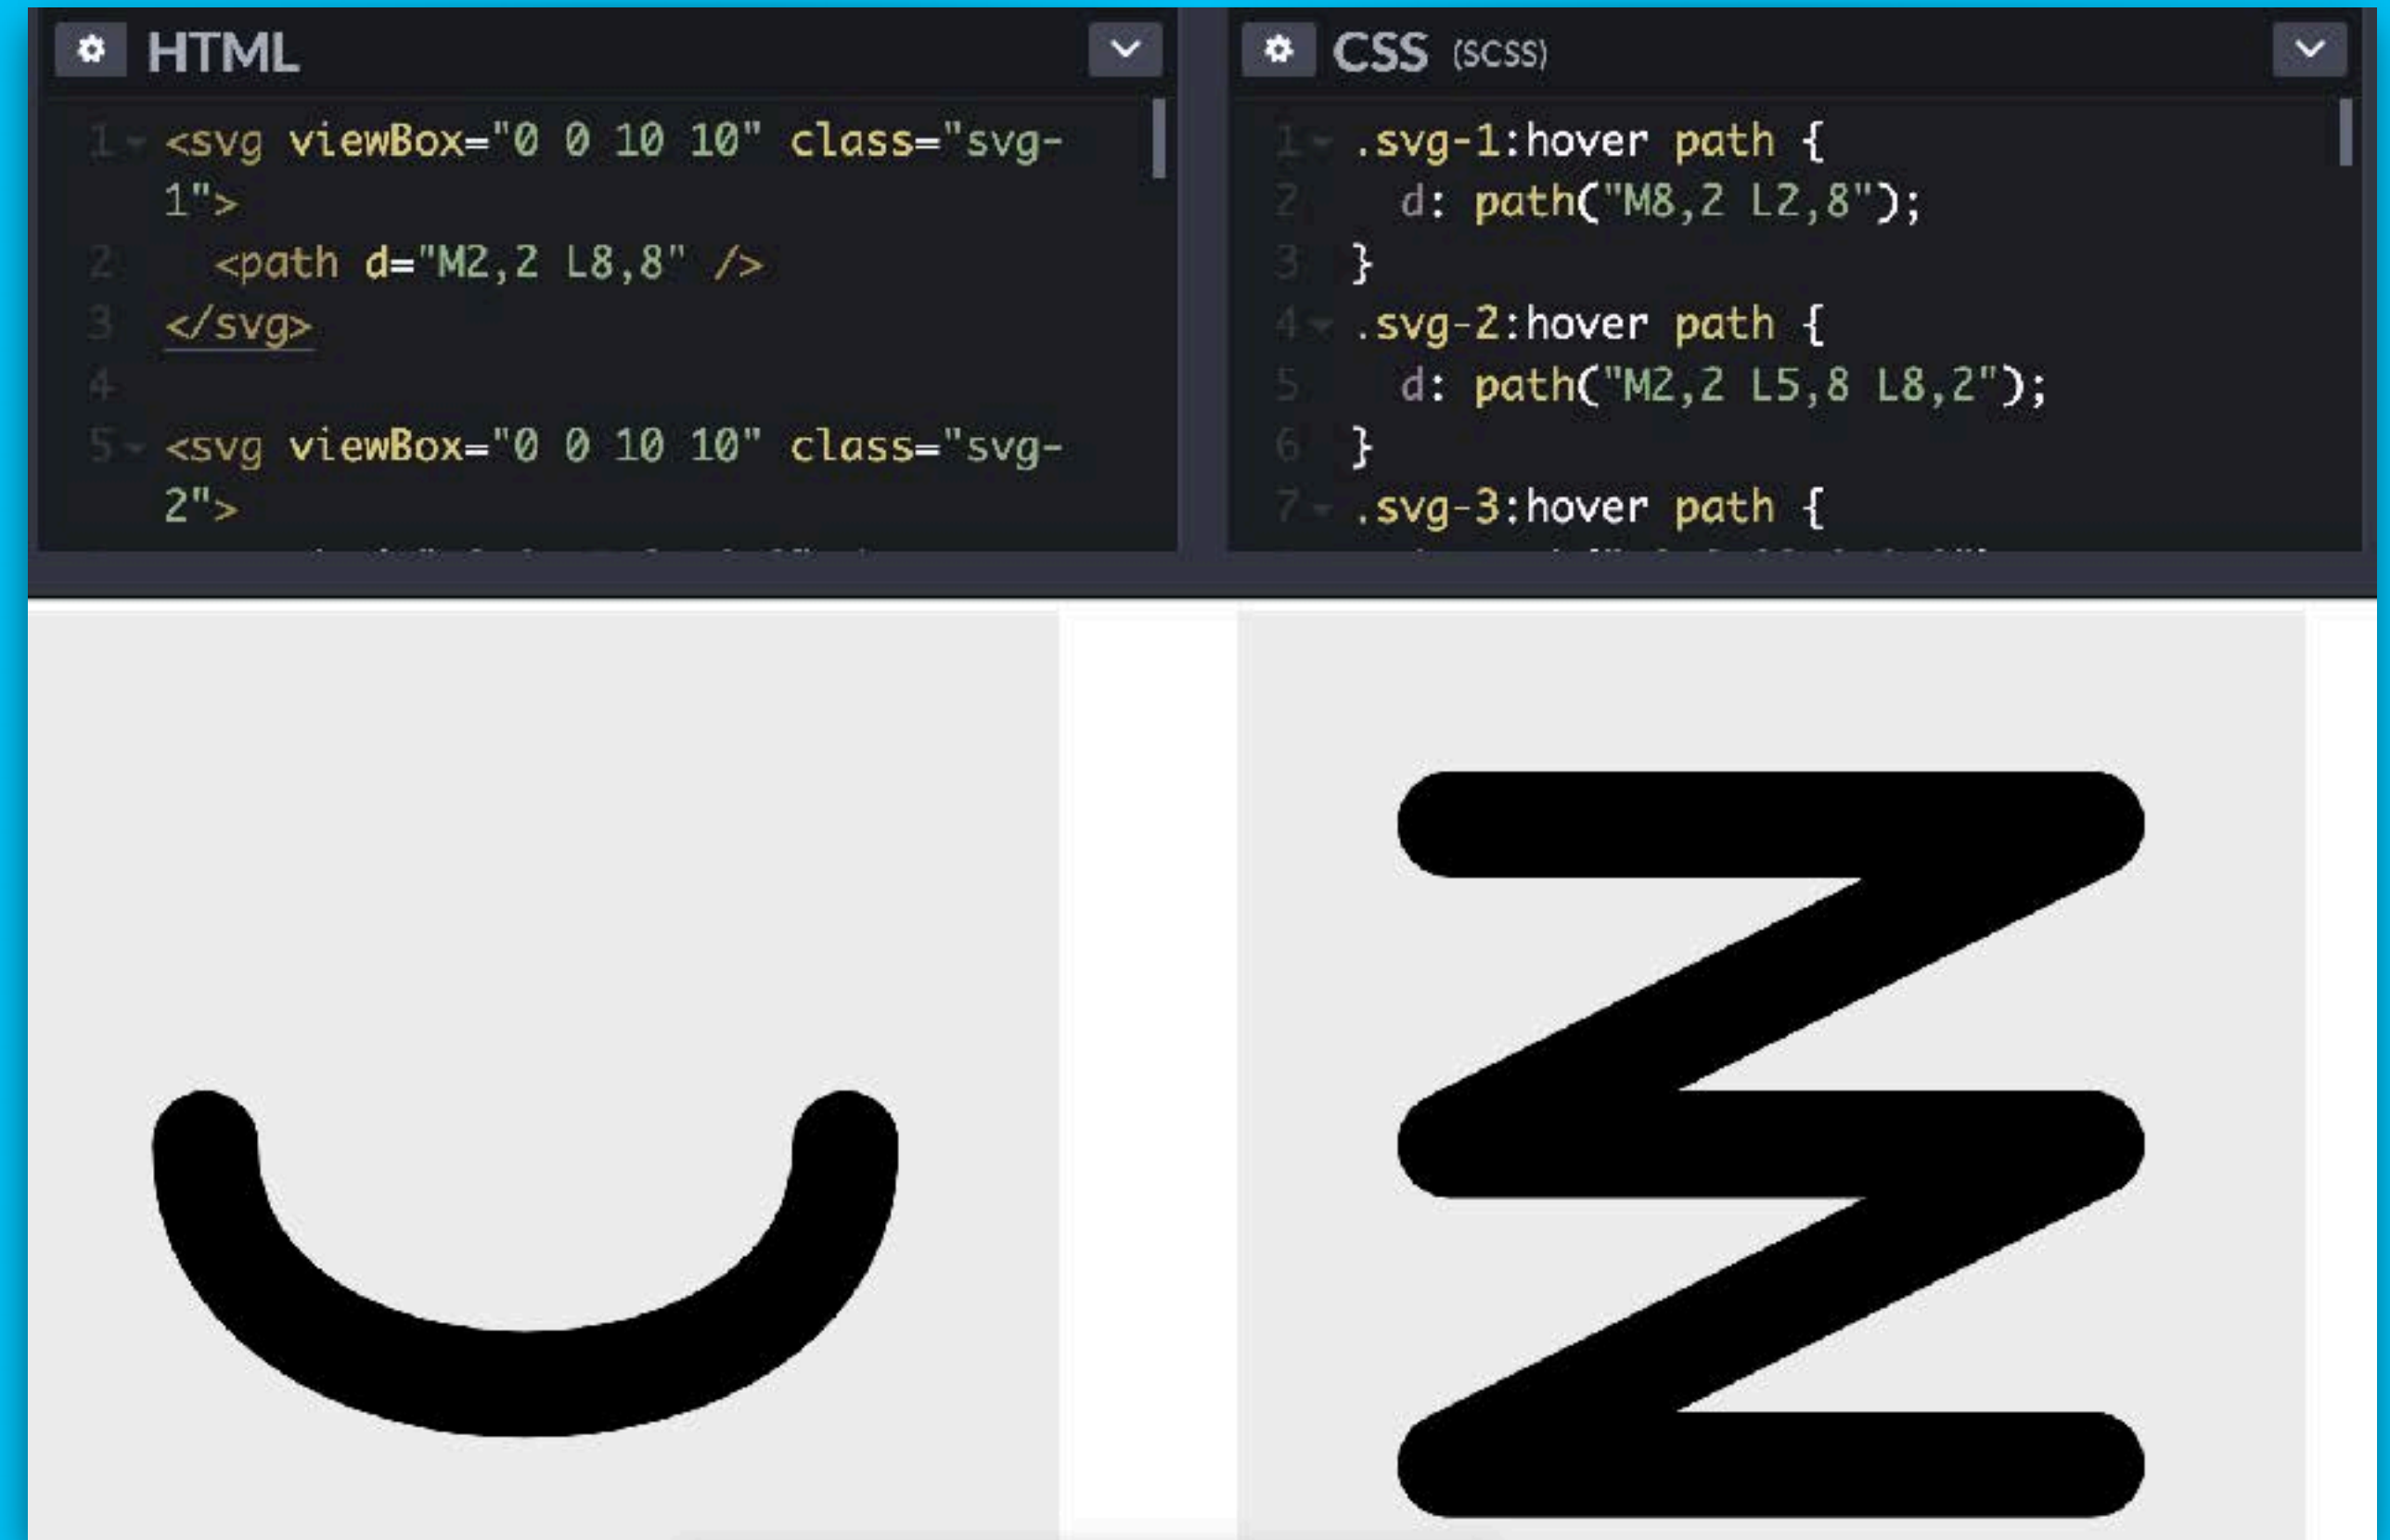 HTML
1 <svg viewBox="0 0 10 10" class="svg-
1">
2 <path d="M2,2 L8,8" />
3 </svg>
4
5 <svg viewBox="0 0 10 10" class="svg-
2">
CSS (SCSS)
1 .svg-1:hover path {
2 d: path("M8,2 L2,8");
3 }
4 .svg-2:hover path {
5 d: path("M2,2 L5,8 L8,2");
6 }
7 .svg-3:hover path {